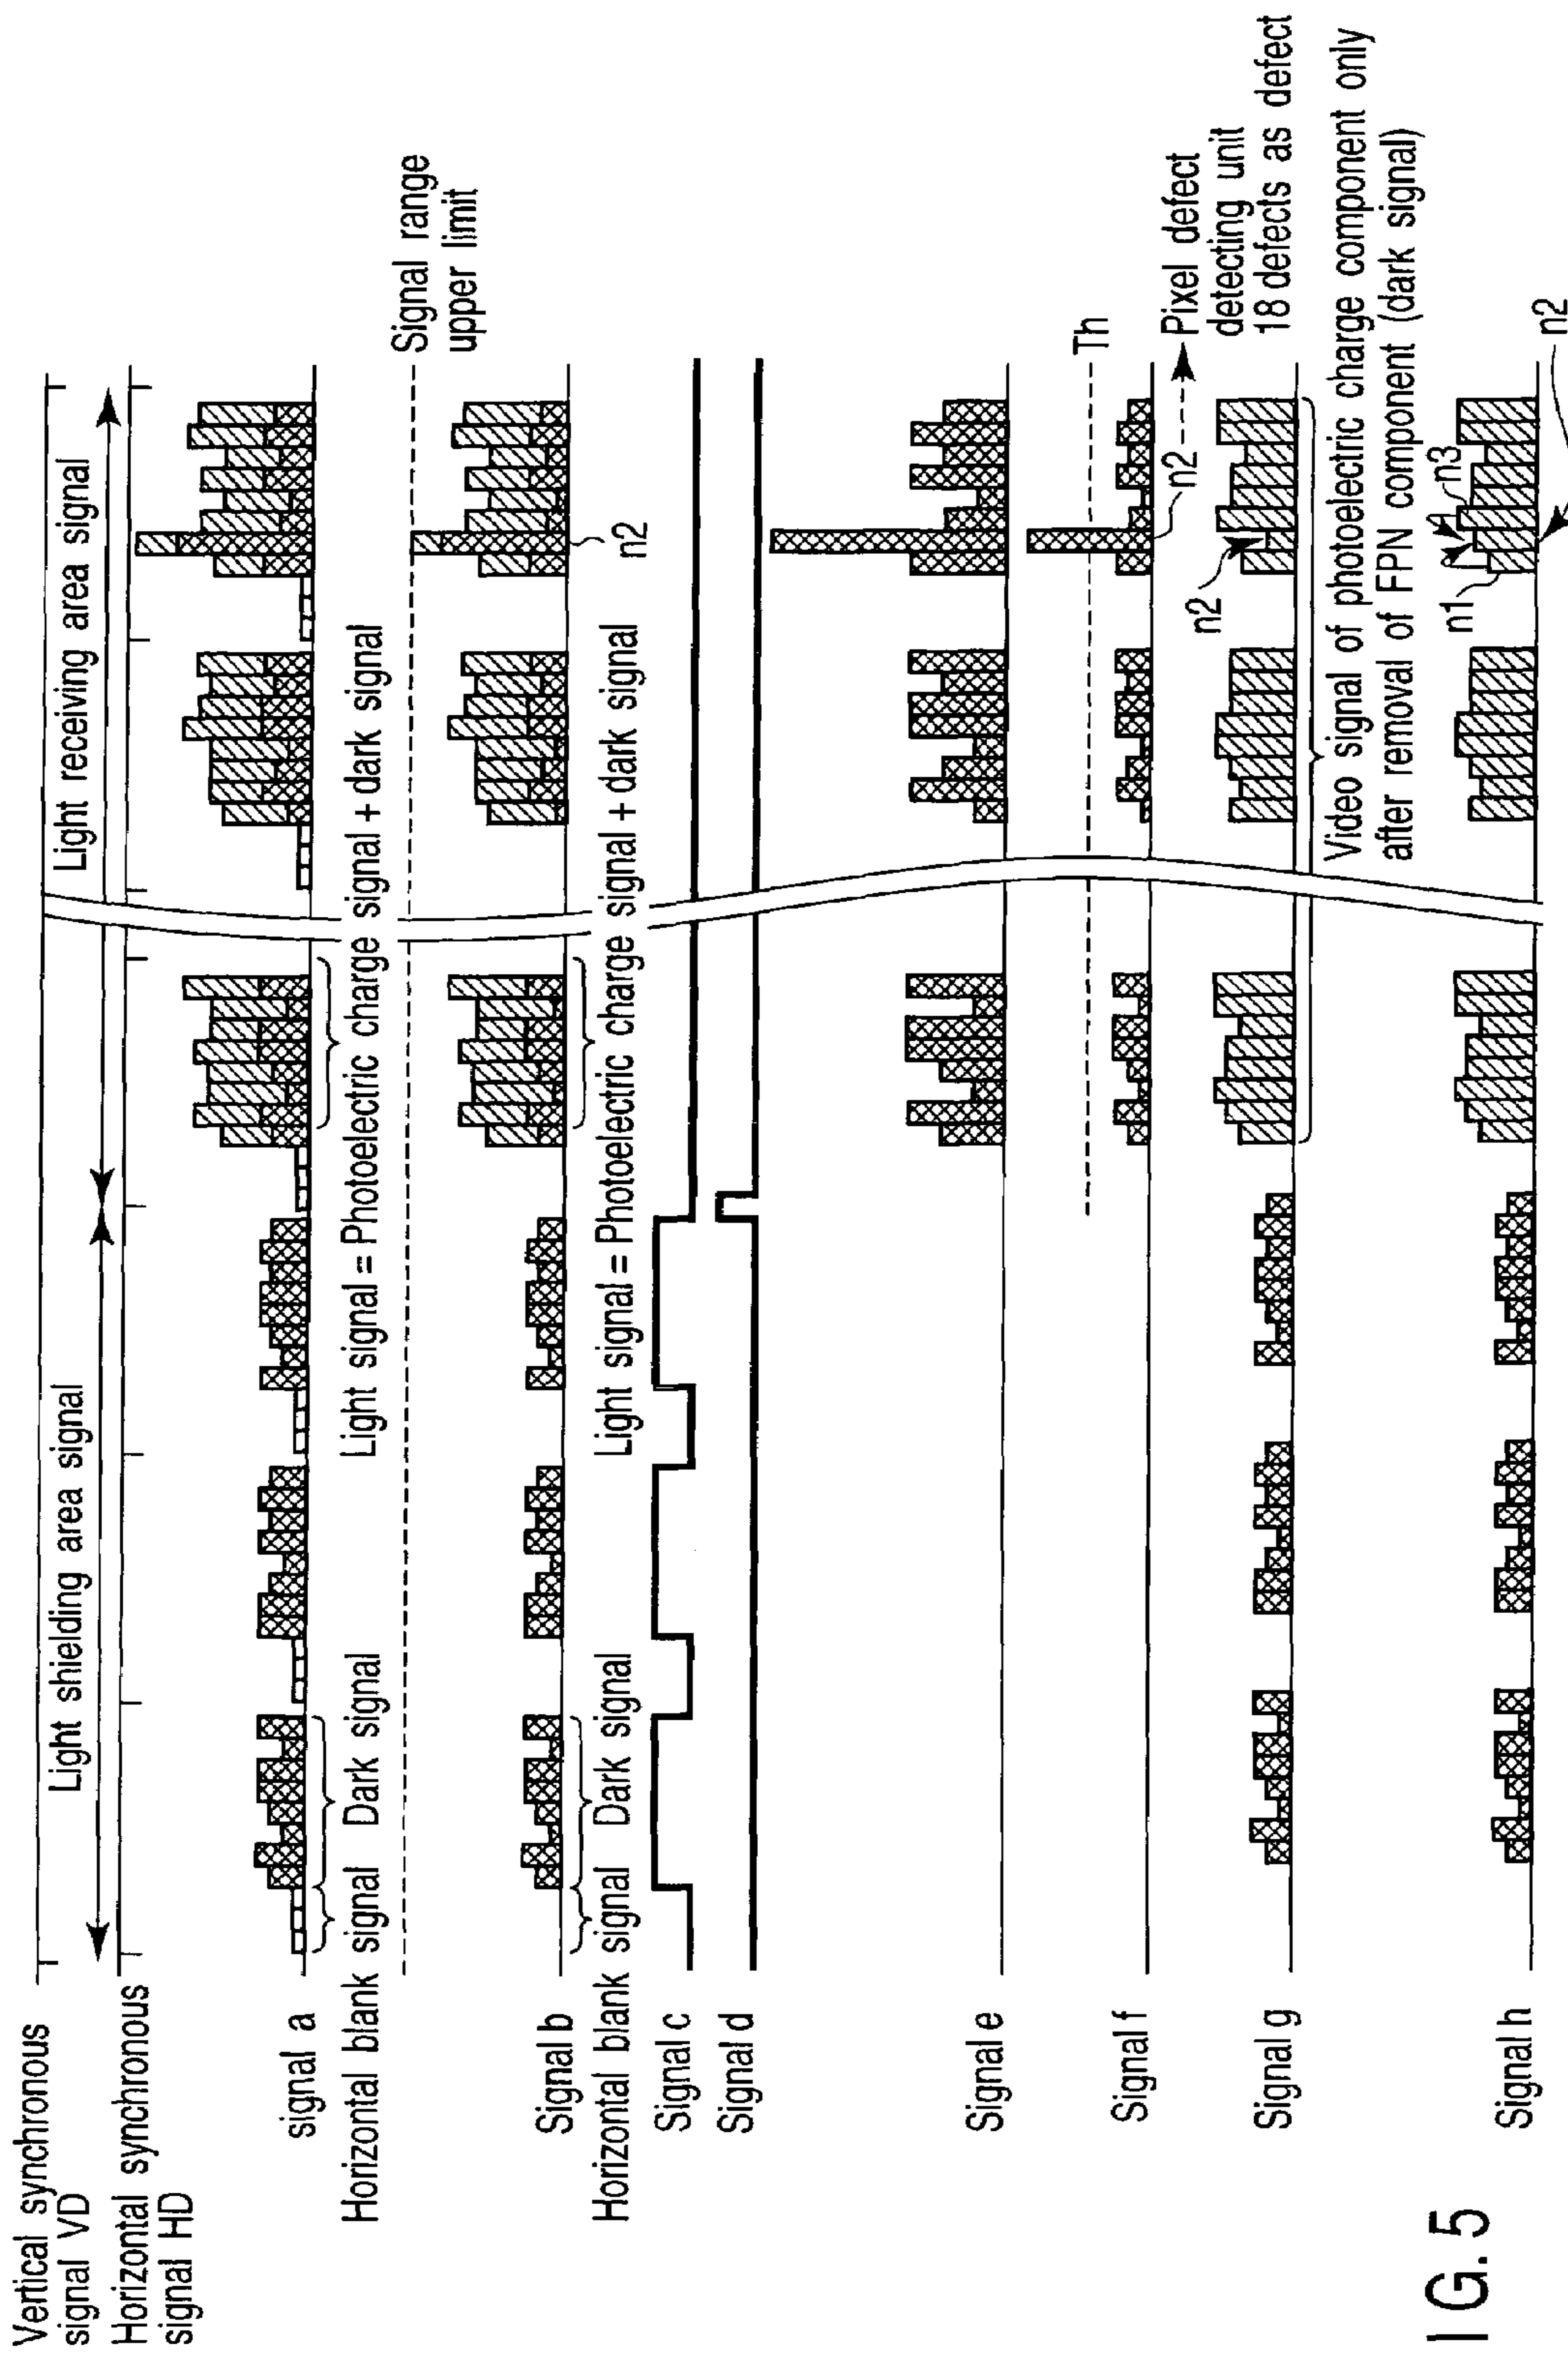 Vertical synchronous
signal VD
Light shielding area signal
Light receiving area signal
Horizontal synchronous
signal HD
signal a
Horizontal blank signal
Dark signal
Light signal = Photoelectric charge signal + dark signal
Signal range
upper limit
Signal b
n2
Horizontal blank signal
Dark signal
Light signal = Photoelectric charge signal + dark signal
Signal c
Signal d
Signal e
Th
Signal f
n2
Pixel defect
detecting unit
18 defects as defect
Signal g
n2
Video signal of photoelectric charge component only
after removal of FPN component (dark signal)
Signal h
n1
n3
n2
I G. 5